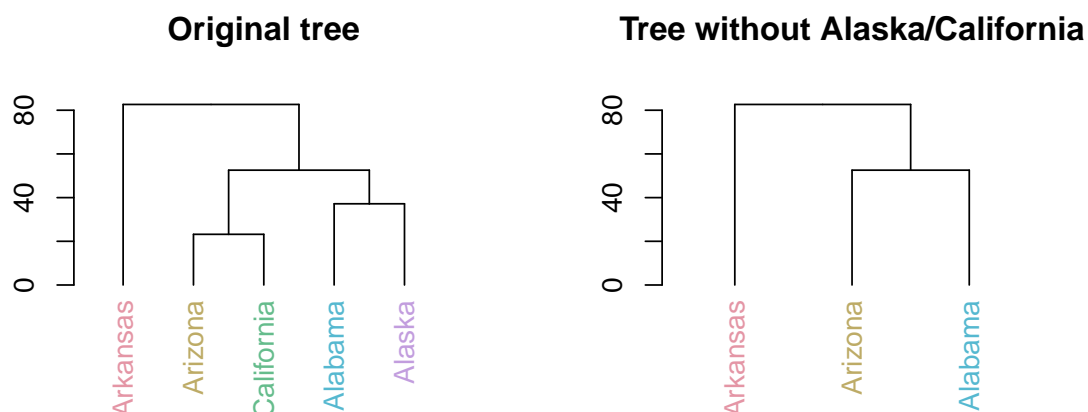 Original tree
80
40
0
Arkansas
Arizona
California
Alabama
Alaska
Tree without Alaska/California
80
40
0
Arkansas
Arizona
Alabama